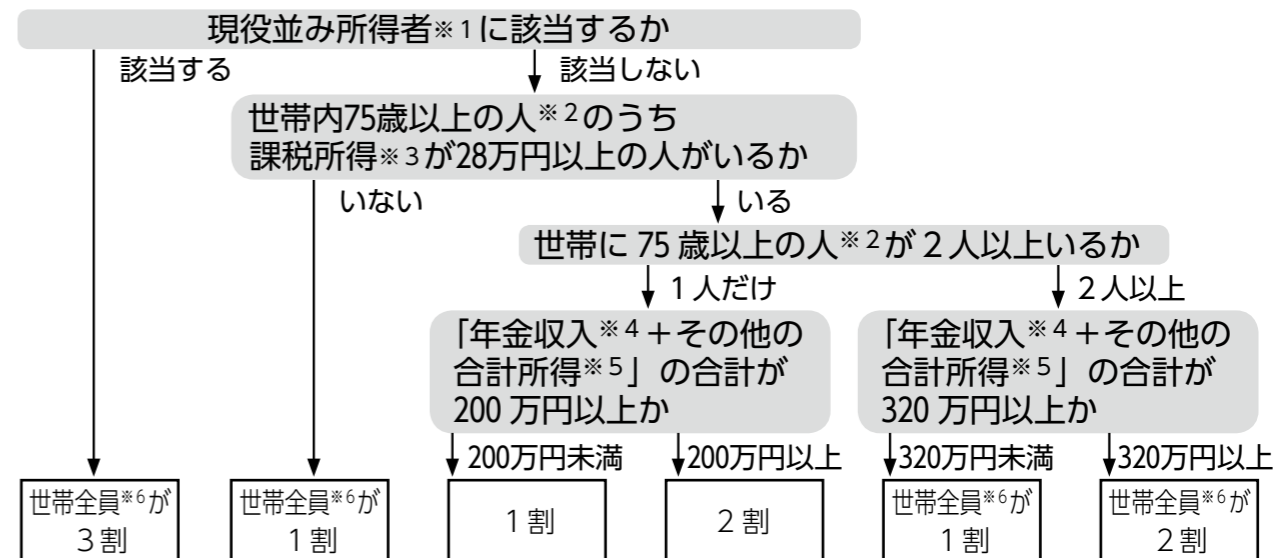 現役並み所得者※1に該当するか
該当する
該当しない
世帯内75歳以上の人※2のうち
課税所得※3が28万円以上の人がいるか
いない
いる
世帯に75歳以上の人※2が2人以上いるか
1人だけ
2人以上
「年金収入※4+その他の
合計所得※5」の合計が
200万円以上か
「年金収入※4+その他の
合計所得※5」の合計が
320万円以上か
200万円未満
200万円以上
320万円未満
320万円以上
世帯全員※6が
3割
世帯全員※6が
1割
1割
2割
世帯全員※6が
1割
世帯全員※6が
2割